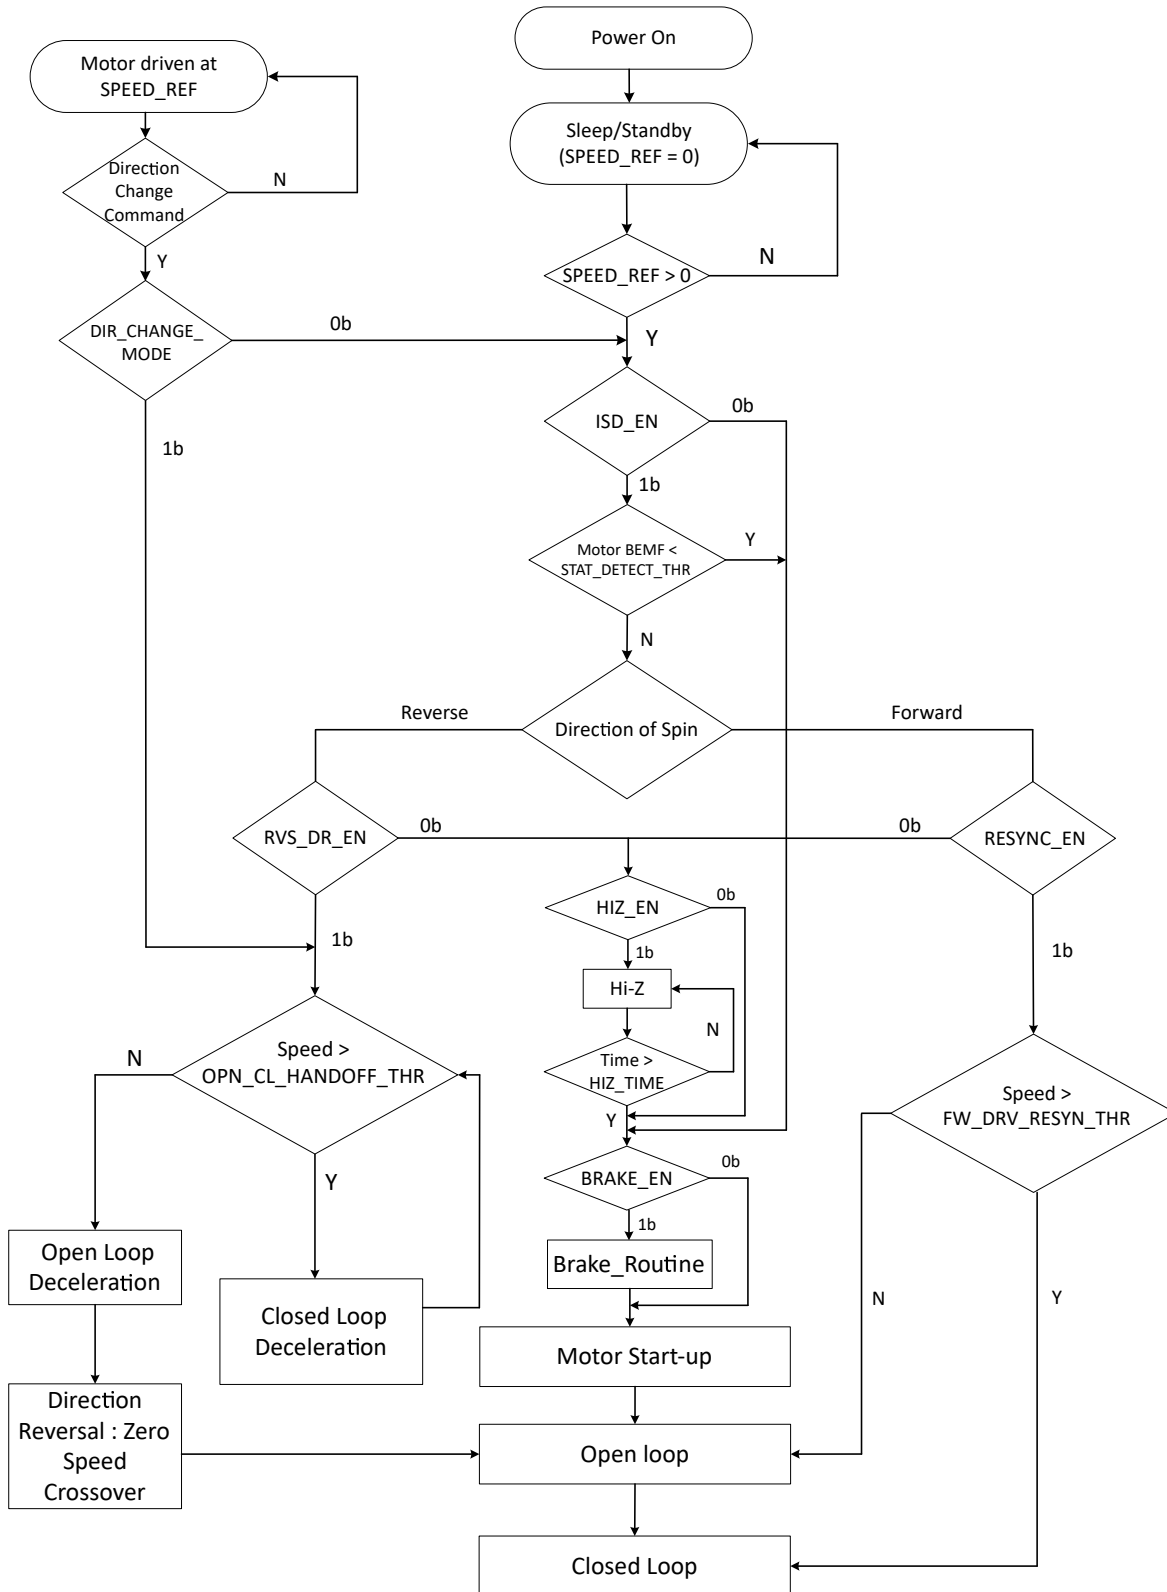 Power On
Motor driven at
SPEED_REF
Sleep/Standby
(SPEED_REF = 0)
Direction
Change
Command
N
Y
SPEED_REF > 0
N
Y
DIR_CHANGE_
MODE
0b
1b
ISD_EN
0b
1b
Motor BEMF <
STAT_DETECT_THR
Y
N
Direction of Spin
Reverse
Forward
RVS_DR_EN
0b
0b
RESYNC_EN
1b
1b
HIZ_EN
0b
1b
Hi-Z
N
Time >
HIZ_TIME
Y
Speed >
OPN_CL_HANDOFF_THR
N
Y
Speed >
FW_DRV_RESYN_THR
N
Y
BRAKE_EN
0b
1b
Brake_Routine
Open Loop
Deceleration
Closed Loop
Deceleration
Motor Start-up
Direction
Reversal : Zero
Speed
Crossover
Open loop
Closed Loop